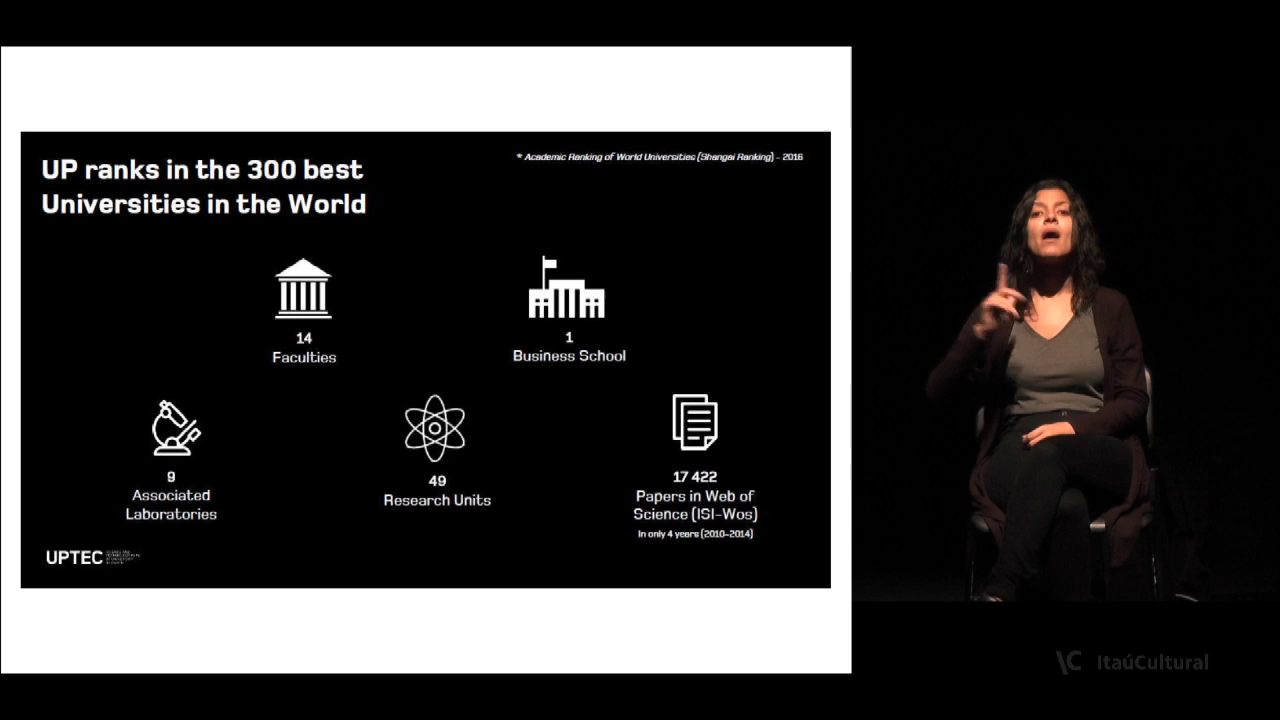 UP ranks in the 300 best
Universities in the World
* Academic Ranking of World Universities (Shangai Ranking) - 2016
14
Faculties
1
Business School
9
Associated
Laboratories
49
Research Units
17 422
Papers in Web of
Science (ISI-Wos)
In only 4 years (2010-2014)
UPTEC
IC ItaúCultural